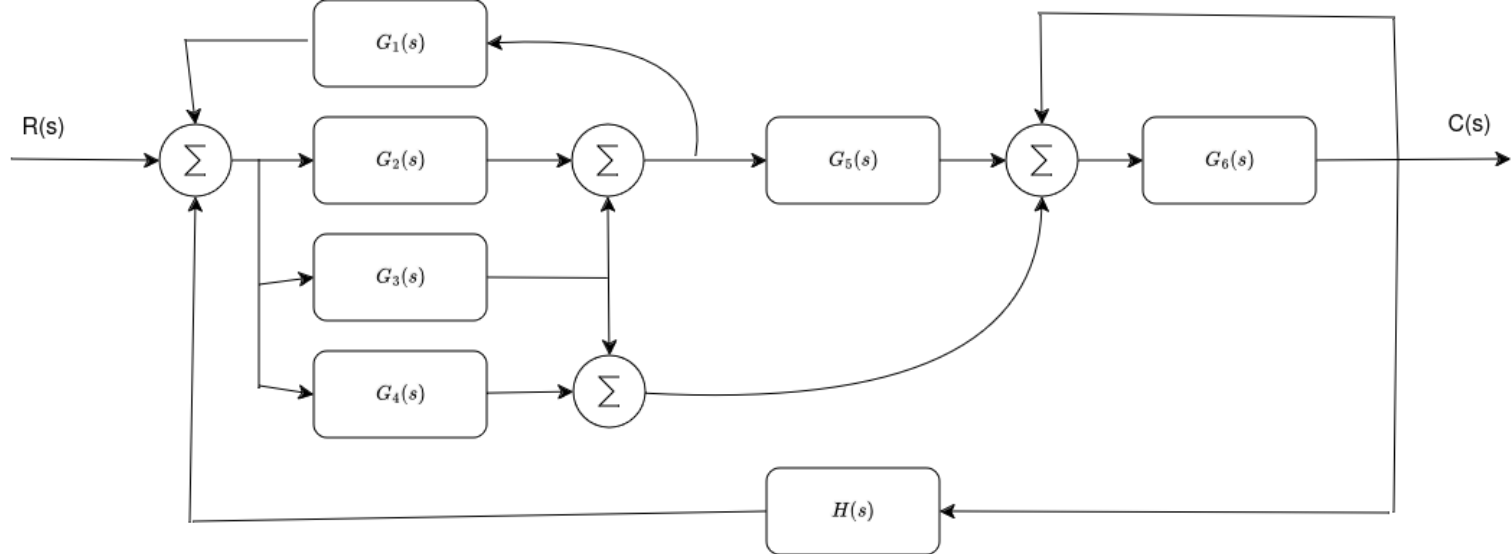 G₁(s)
R(s)
∑
G₂(s)
∑
G₅(s)
∑
G₆(s)
C(s)
G₃(s)
G₄(s)
∑
H(s)